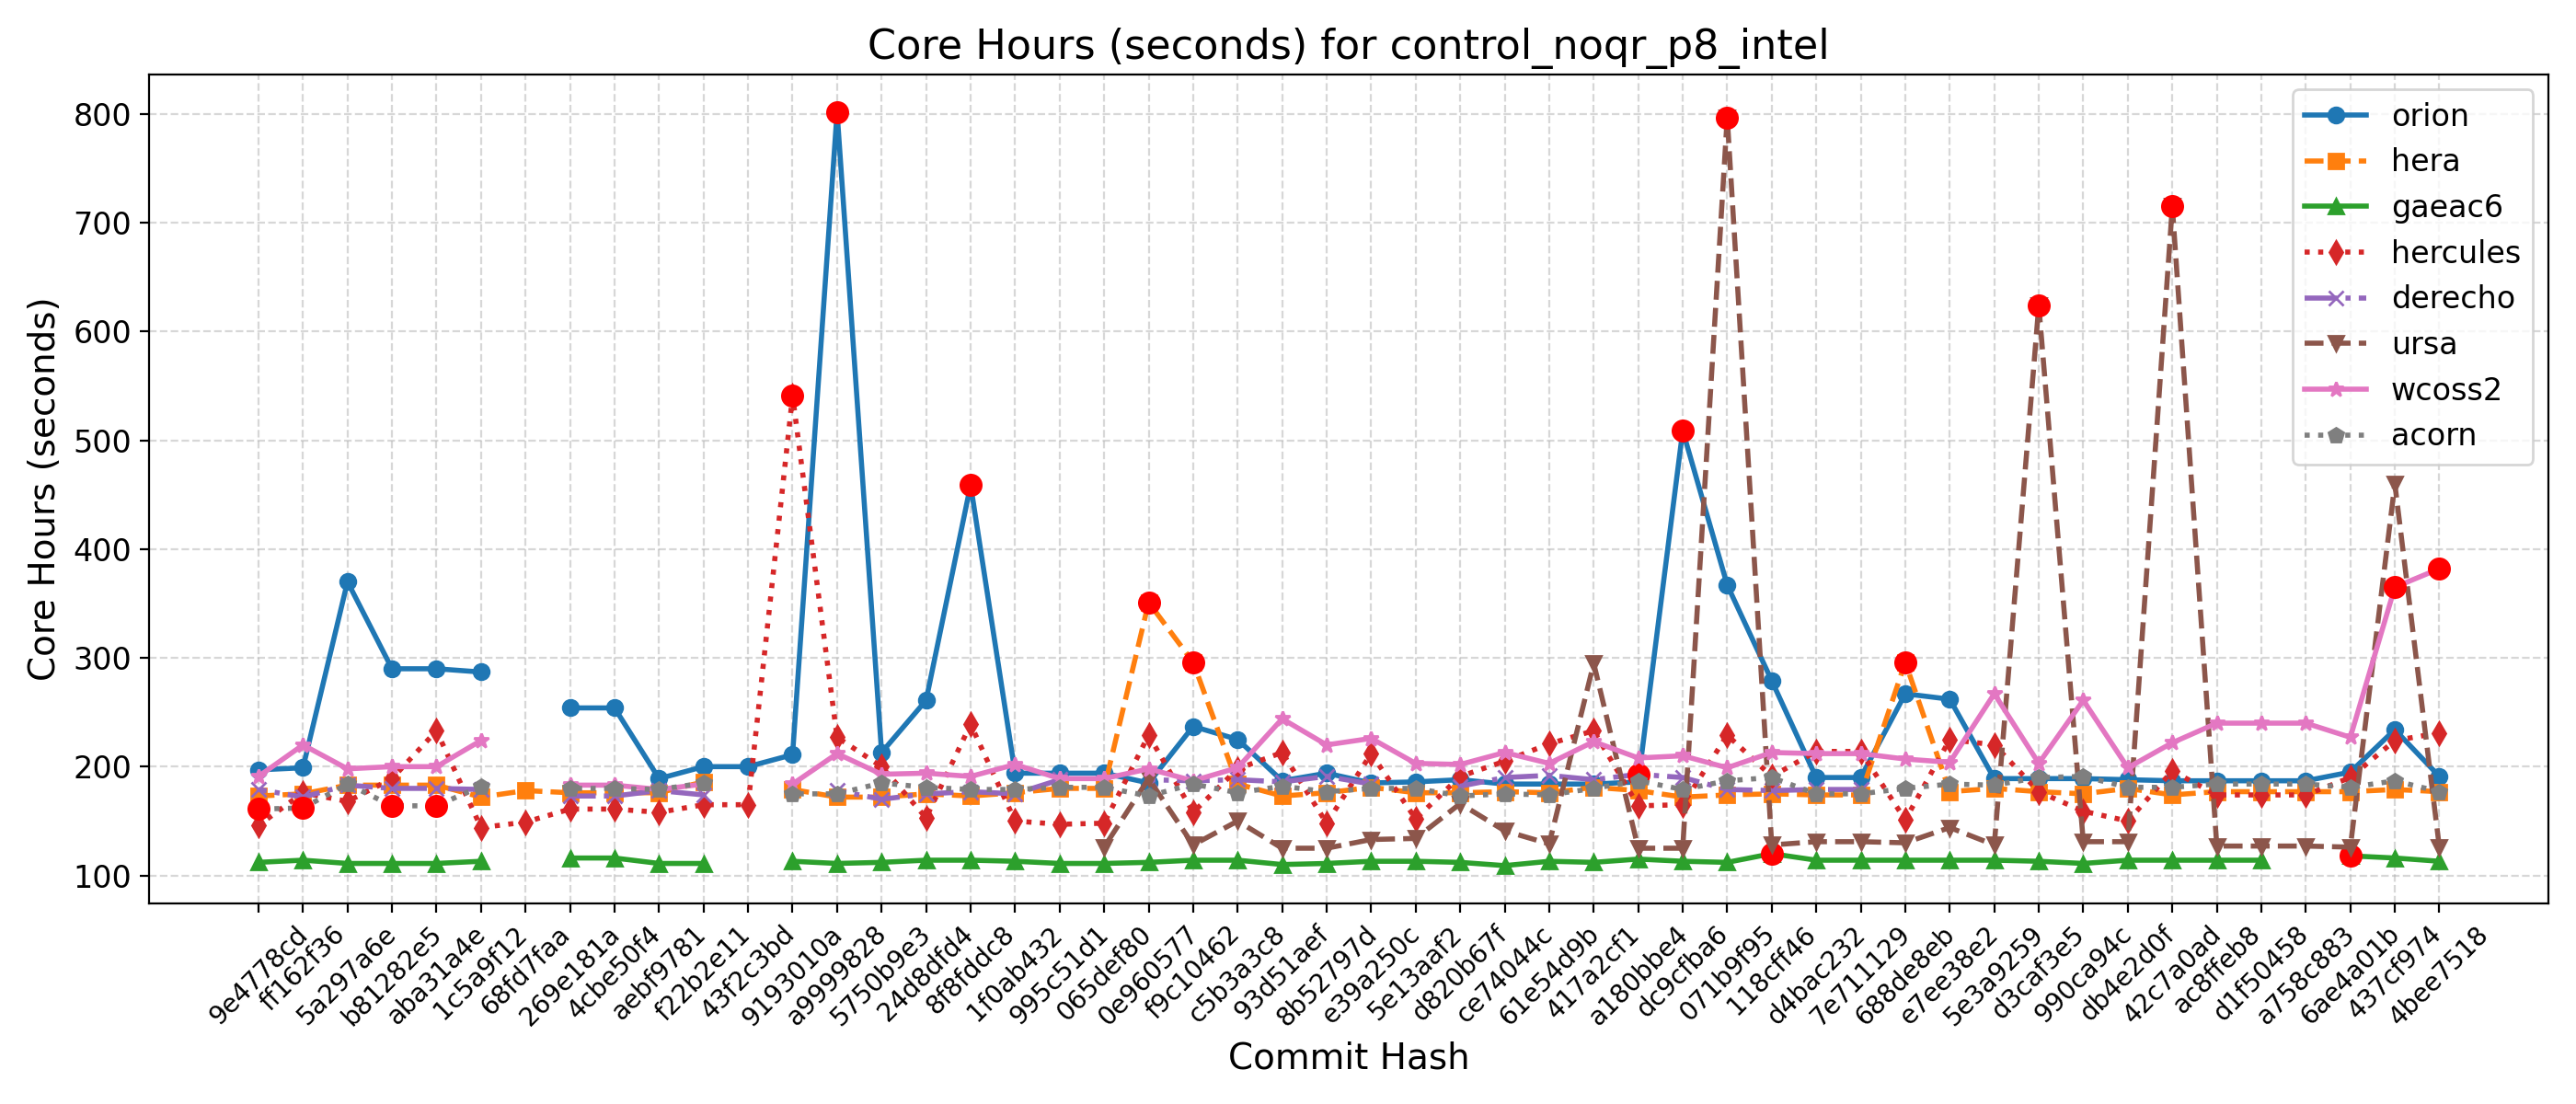 Core Hours (seconds) for control_noqr_p8_intel
Core Hours (seconds)
800
700
600
500
400
300
200
100
orion
hera
gaeac6
hercules
derecho
ursa
wcoss2
acorn
9e4778cd
ff162f36
5a297a6e
b81282e5
aba31a4e
1c5a9f12
68fd7faa
269e181a
4cbe50f4
aebf9781
f22b2e11
43f2c3bd
9193010a
a9999828
5750b9e3
24d8dfd4
8f8fddc8
1f0ab432
995c51d1
065def80
0e960577
f9c10462
c5b3a3c8
93d51aef
8b52797d
e39a250c
5e13aaf2
d820b67f
ce74044c
61e54d9b
417a2cf1
a180bbe4
dc9cfba6
071b9f95
118cff46
d4bac232
7e711129
688de8eb
e7ee38e2
5e3a9259
d3caf3e5
990ca94c
db4e2d0f
42c7a0ad
ac8ffeb8
d1f50458
a758c883
6ae4a01b
437cf974
4bee7518
Commit Hash